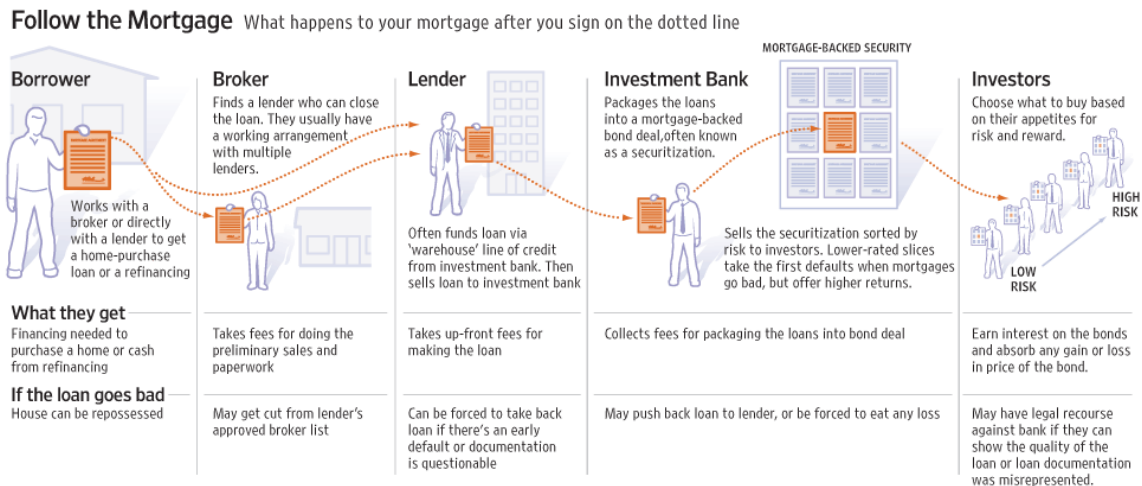 Follow the Mortgage What happens to your mortgage after you sign on the dotted line
Borrower
Works with a
broker or directly
with a lender to get
a home-purchase
loan or a refinancing
Broker
Finds a lender who can close
the loan. They usually have
a working arrangement
with multiple
lenders.
Lender
Often funds loan via
'warehouse' line of credit
from investment bank. Then
sells loan to investment bank
Investment Bank
Packages the loans
into a mortgage-backed
bond deal,often known
as a securitization.
MORTGAGE-BACKED SECURITY
Sells the securitization sorted by
risk to investors. Lower-rated slices
take the first defaults when mortgages
go bad, but offer higher returns.
Investors
Choose what to buy based
on their appetites for
risk and reward.
HIGH
RISK
LOW
RISK
What they get
Financing needed to
purchase a home or cash
from refinancing
Takes fees for doing the
preliminary sales and
paperwork
Takes up-front fees for
making the loan
Collects fees for packaging the loans into bond deal
Earn interest on the bonds
and absorb any gain or loss
in price of the bond.
If the loan goes bad
House can be repossessed
May get cut from lender's
approved broker list
Can be forced to take back
loan if there's an early
default or documentation
is questionable
May push back loan to lender, or be forced to eat any loss
May have legal recourse
against bank if they can
show the quality of the
loan or loan documentation
was misrepresented.